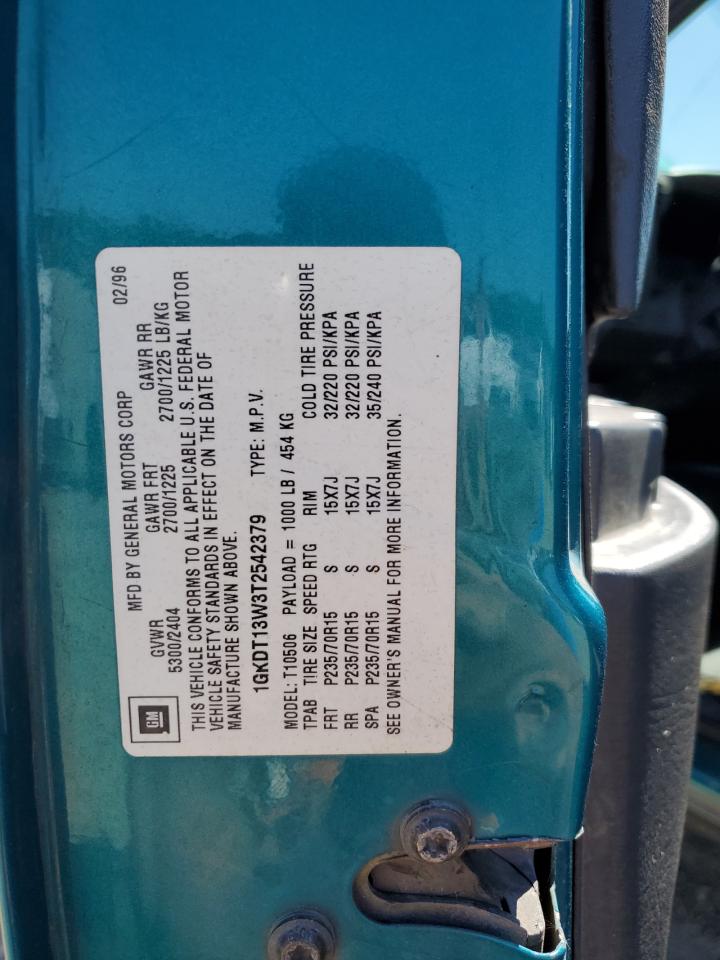 MFD BY GENERAL MOTORS CORP 02/96
GVWR GAWR FRT GAWR RR
5300/2404 2700/1225 2700/1225 LB/KG
GM
THIS VEHICLE CONFORMS TO ALL APPLICABLE U.S. FEDERAL MOTOR
VEHICLE SAFETY STANDARDS IN EFFECT ON THE DATE OF
MANUFACTURE SHOWN ABOVE.
1GKDT13W3T2542379 TYPE: M.P.V.
MODEL: T10506 PAYLOAD = 1000 LB / 454 KG
TPAB TIRE SIZE SPEED RTG RIM COLD TIRE PRESSURE
FRT P235/70R15 S 15X7J 32/220 PSI/KPA
RR P235/70R15 S 15X7J 32/220 PSI/KPA
SPA P235/70R15 S 15X7J 35/240 PSI/KPA
SEE OWNER'S MANUAL FOR MORE INFORMATION.